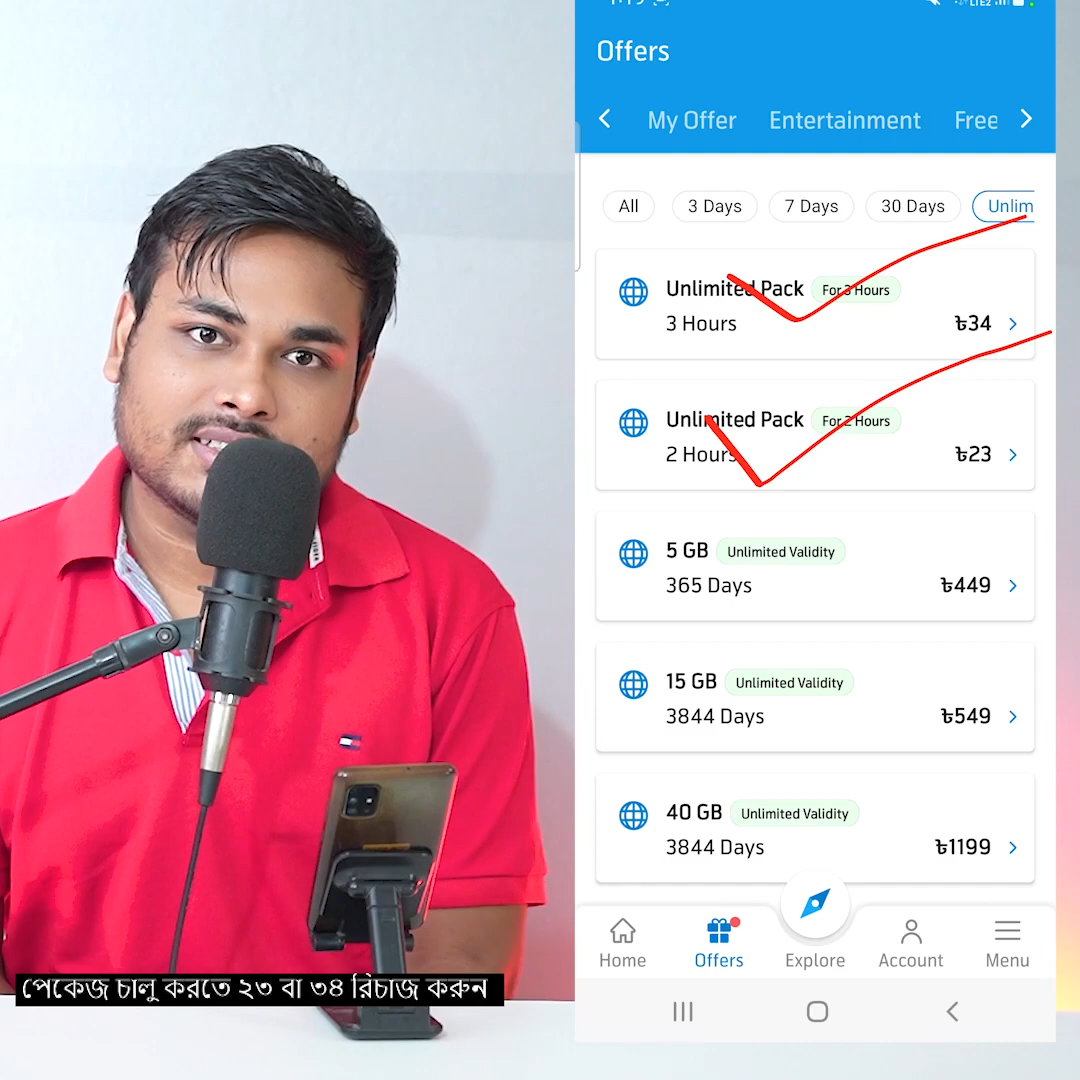 LTE2
Offers
My Offer Entertainment Free
All 3 Days 7 Days 30 Days Unlim
Unlimited Pack For 3 Hours
3 Hours ৳34
Unlimited Pack For 2 Hours
2 Hours ৳23
5 GB Unlimited Validity
365 Days ৳449
15 GB Unlimited Validity
3844 Days ৳549
40 GB Unlimited Validity
3844 Days ৳1199
Home Offers Explore Account Menu
পেকেজ চালু করতে ২৩ বা ৩৪ রিচাজ করুন